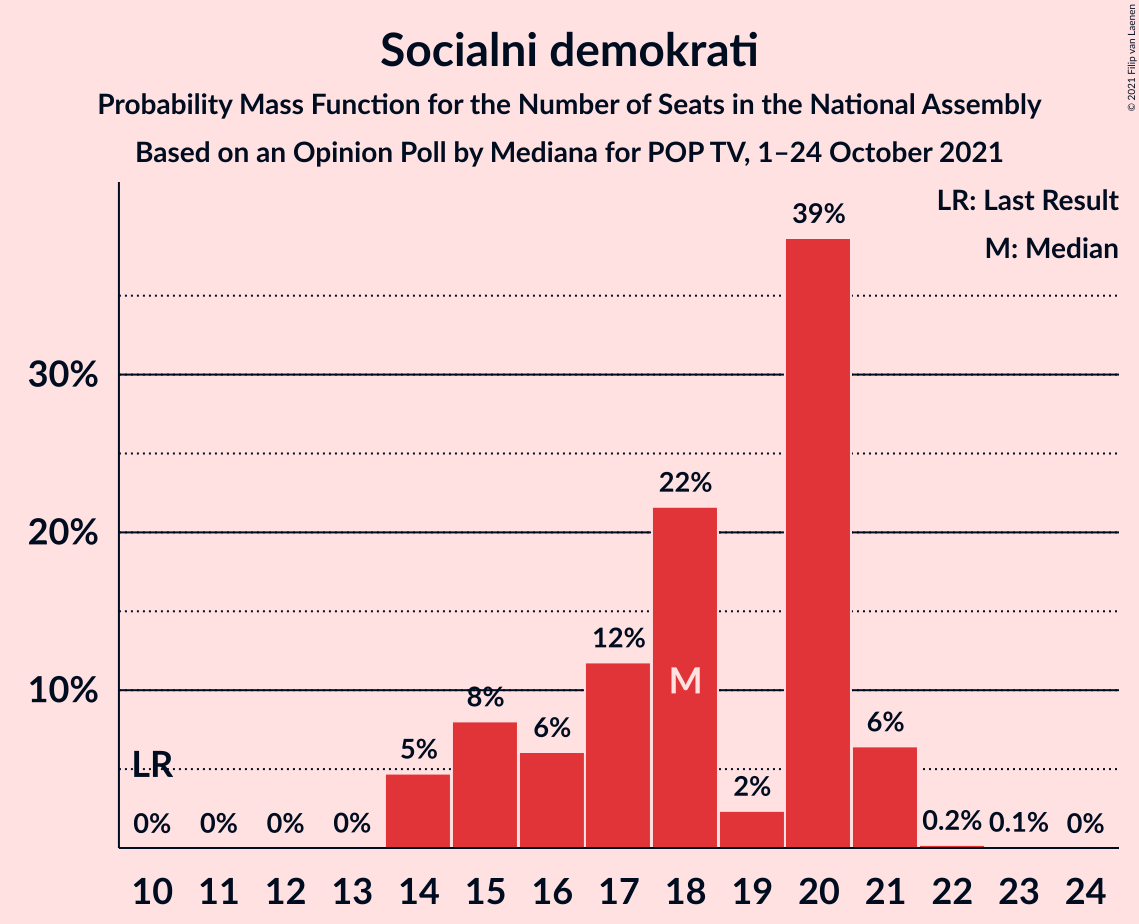 Socialni demokrati
Probability Mass Function for the Number of Seats in the National Assembly
Based on an Opinion Poll by Mediana for POP TV, 1–24 October 2021
© 2021 Filip van Laenen
LR: Last Result
M: Median
39%
30%
22%
20%
12%
M
10%
8%
6%
6%
5%
LR
2%
0% 0% 0% 0% 0.2% 0.1% 0%
10 11 12 13 14 15 16 17 18 19 20 21 22 23 24